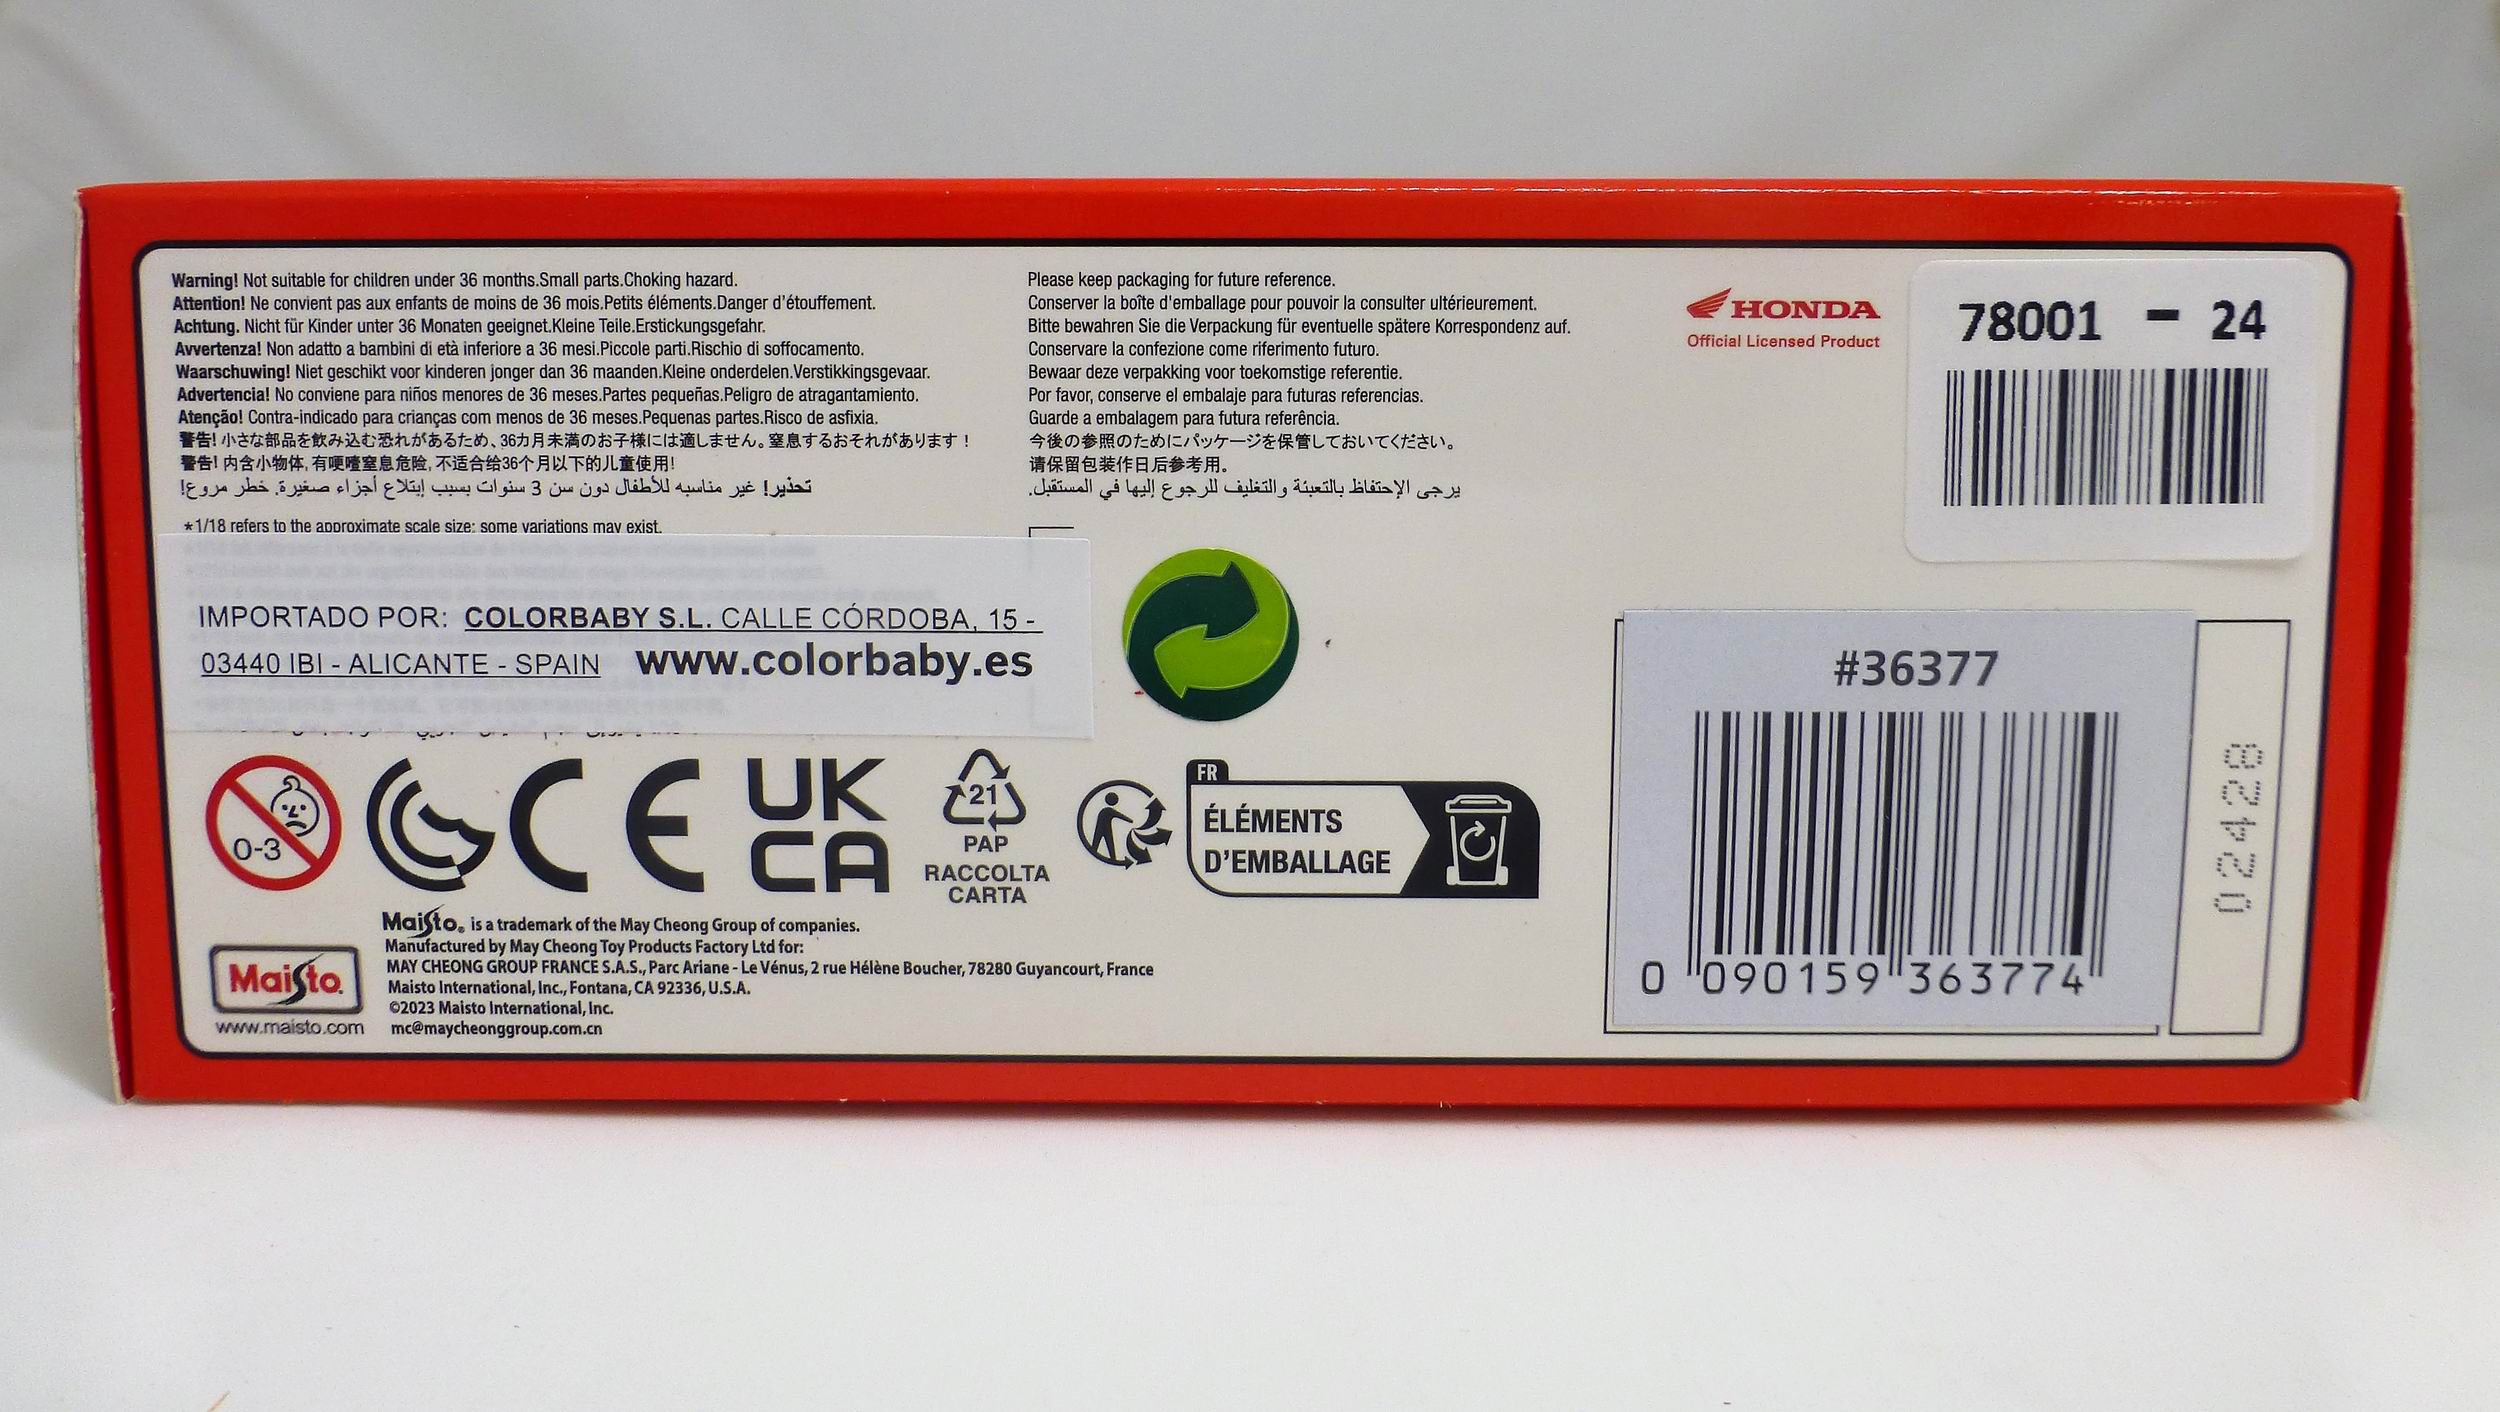 Warning! Not suitable for children under 36 months.Small parts.Choking hazard.
Attention! Ne convient pas aux enfants de moins de 36 mois.Petits éléments.Danger d'étouffement.
Achtung. Nicht für Kinder unter 36 Monaten geeignet.Kleine Teile.Erstickungsgefahr.
Avvertenza! Non adatto a bambini di età inferiore a 36 mesi.Piccole parti.Rischio di soffocamento.
Waarschuwing! Niet geschikt voor kinderen jonger dan 36 maanden.Kleine onderdelen.Verstikkingsgevaar.
Advertencia! No conviene para niños menores de 36 meses.Partes pequeñas.Peligro de atragantamiento.
Atenção! Contra-indicado para crianças com menos de 36 meses.Pequenas partes.Risco de asfixia.
警告! 小さな部品を飲み込む恐れがあるため、36カ月未満のお子様には適しません。窒息するおそれがあります！
警告! 内含小物体, 有哽噎窒息危险, 不适合给36个月以下的儿童使用!
تحذير! غير مناسبه للأطفال دون سن 3 سنوات بسبب إبتلاع أجزاء صغيرة. خطر مروع!
*1/18 refers to the approximate scale size; some variations may exist.
Please keep packaging for future reference.
Conserver la boîte d'emballage pour pouvoir la consulter ultérieurement.
Bitte bewahren Sie die Verpackung für eventuelle spätere Korrespondenz auf.
Conservare la confezione come riferimento futuro.
Bewaar deze verpakking voor toekomstige referentie.
Por favor, conserve el embalaje para futuras referencias.
Guarde a embalagem para futura referência.
今後の参照のためにパッケージを保管しておいてください。
请保留包装作日后参考用。
يرجى الإحتفاظ بالتعبئة والتغليف للرجوع إليها في المستقبل.
HONDA
Official Licensed Product
78001 - 24
IMPORTADO POR: COLORBABY S.L. CALLE CÓRDOBA, 15 -
03440 IBI - ALICANTE - SPAIN www.colorbaby.es
#36377
0 090159 363774
02428
0-3
CE
UK
CA
21
PAP
RACCOLTA
CARTA
FR
ÉLÉMENTS
D'EMBALLAGE
Maisto
www.maisto.com
Maisto® is a trademark of the May Cheong Group of companies.
Manufactured by May Cheong Toy Products Factory Ltd for:
MAY CHEONG GROUP FRANCE S.A.S., Parc Ariane - Le Vénus, 2 rue Hélène Boucher, 78280 Guyancourt, France
Maisto International, Inc., Fontana, CA 92336, U.S.A.
©2023 Maisto International, Inc.
mc@maycheonggroup.com.cn